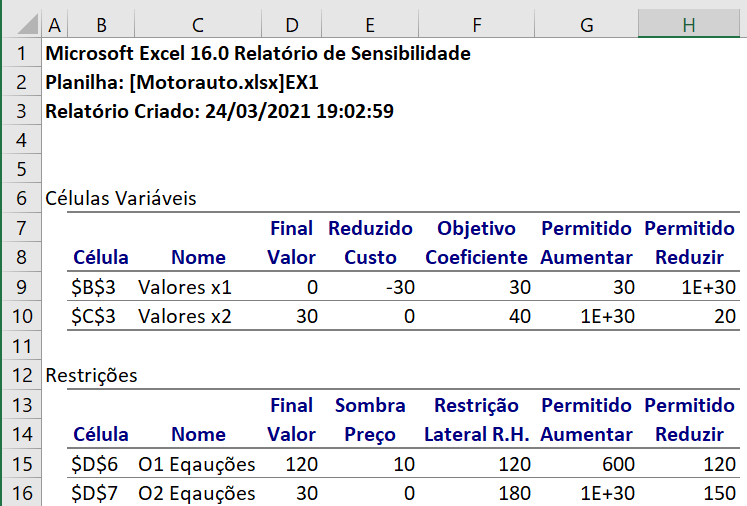 A B C D E F G H
1 Microsoft Excel 16.0 Relatório de Sensibilidade
2 Planilha: [Motorauto.xlsx]EX1
3 Relatório Criado: 24/03/2021 19:02:59
4
5
6 Células Variáveis
7 Final Reduzido Objetivo Permitido Permitido
8 Célula Nome Valor Custo Coeficiente Aumentar Reduzir
9 $B$3 Valores x1 0 -30 30 30 1E+30
10 $C$3 Valores x2 30 0 40 1E+30 20
11
12 Restrições
13 Final Sombra Restrição Permitido Permitido
14 Célula Nome Valor Preço Lateral R.H. Aumentar Reduzir
15 $D$6 O1 Eqauções 120 10 120 600 120
16 $D$7 O2 Eqauções 30 0 180 1E+30 150